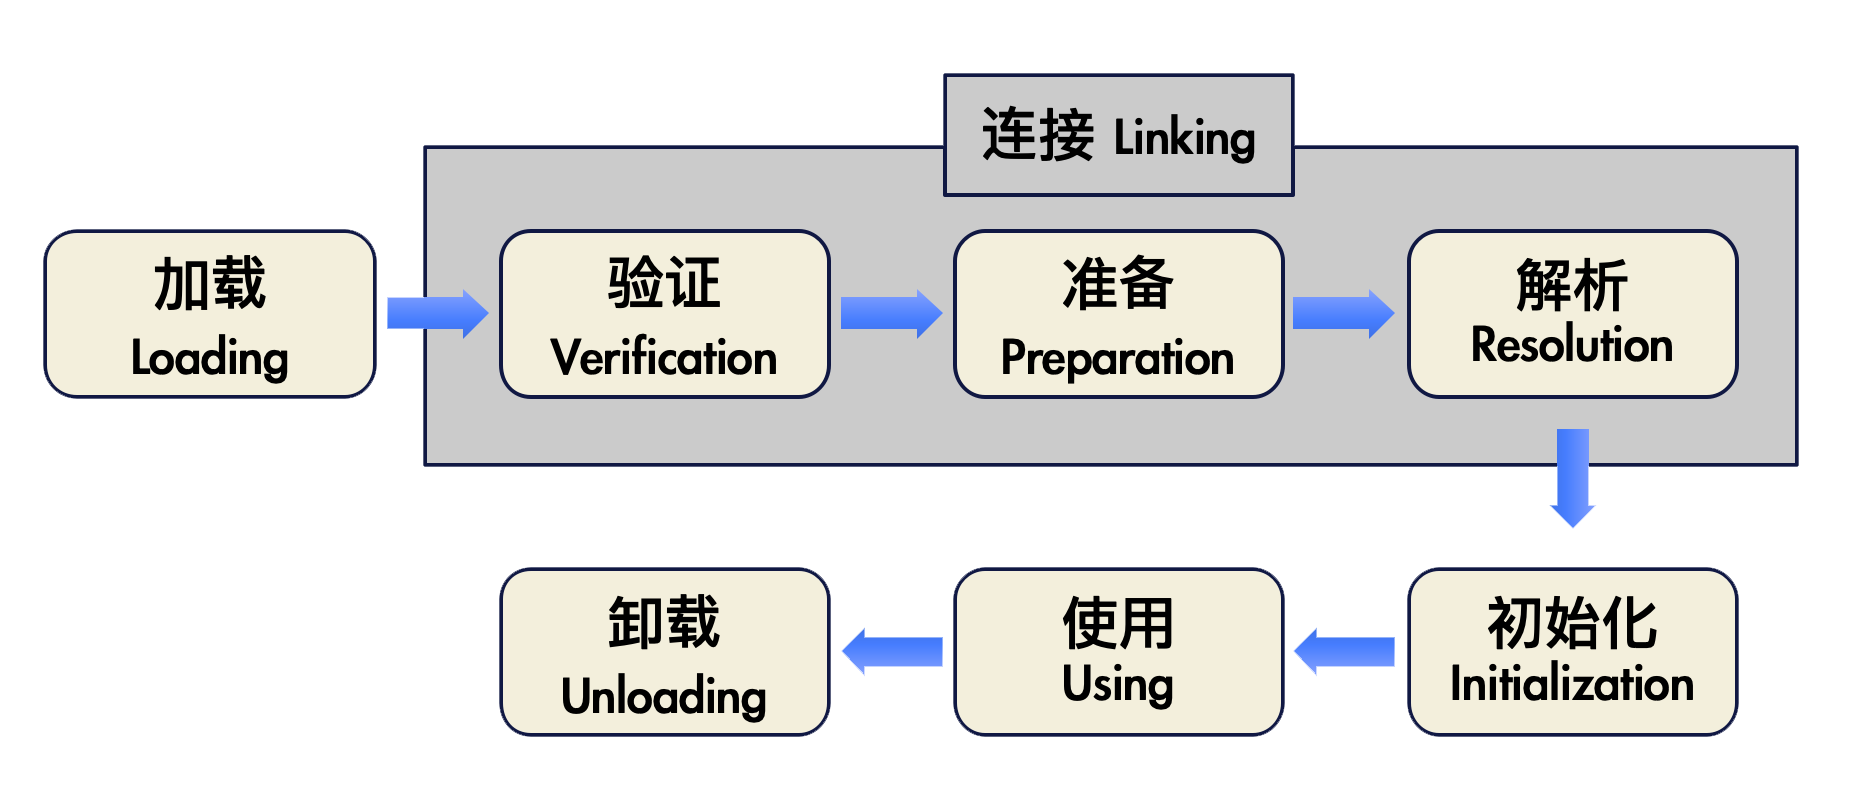 连接 Linking
加载
Loading
验证
Verification
准备
Preparation
解析
Resolution
初始化
Initialization
使用
Using
卸载
Unloading